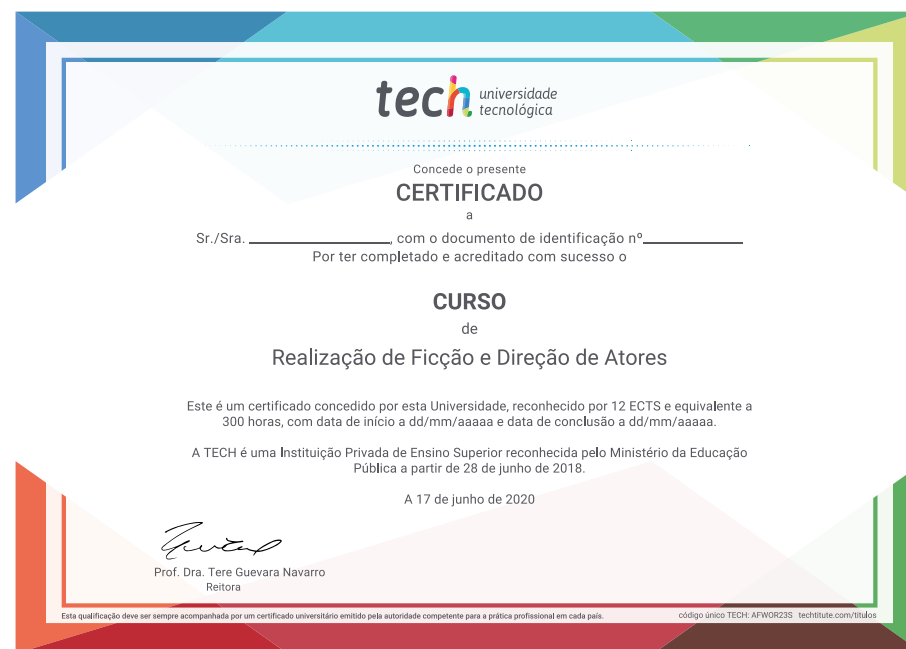 tech universidade
tecnológica
Concede o presente
CERTIFICADO
a
Sr./Sra. ___________________, com o documento de identificação nº_____________
Por ter completado e acreditado com sucesso o
CURSO
de
Realização de Ficção e Direção de Atores
Este é um certificado concedido por esta Universidade, reconhecido por 12 ECTS e equivalente a
300 horas, com data de início a dd/mm/aaaaa e data de conclusão a dd/mm/aaaaa.
A TECH é uma Instituição Privada de Ensino Superior reconhecida pelo Ministério da Educação
Pública a partir de 28 de junho de 2018.
A 17 de junho de 2020
Prof. Dra. Tere Guevara Navarro
Reitora
Esta qualificação deve ser sempre acompanhada por um certificado universitário emitido pela autoridade competente para a prática profissional em cada país.
código único TECH: AFWOR23S techtitute.com/titulos